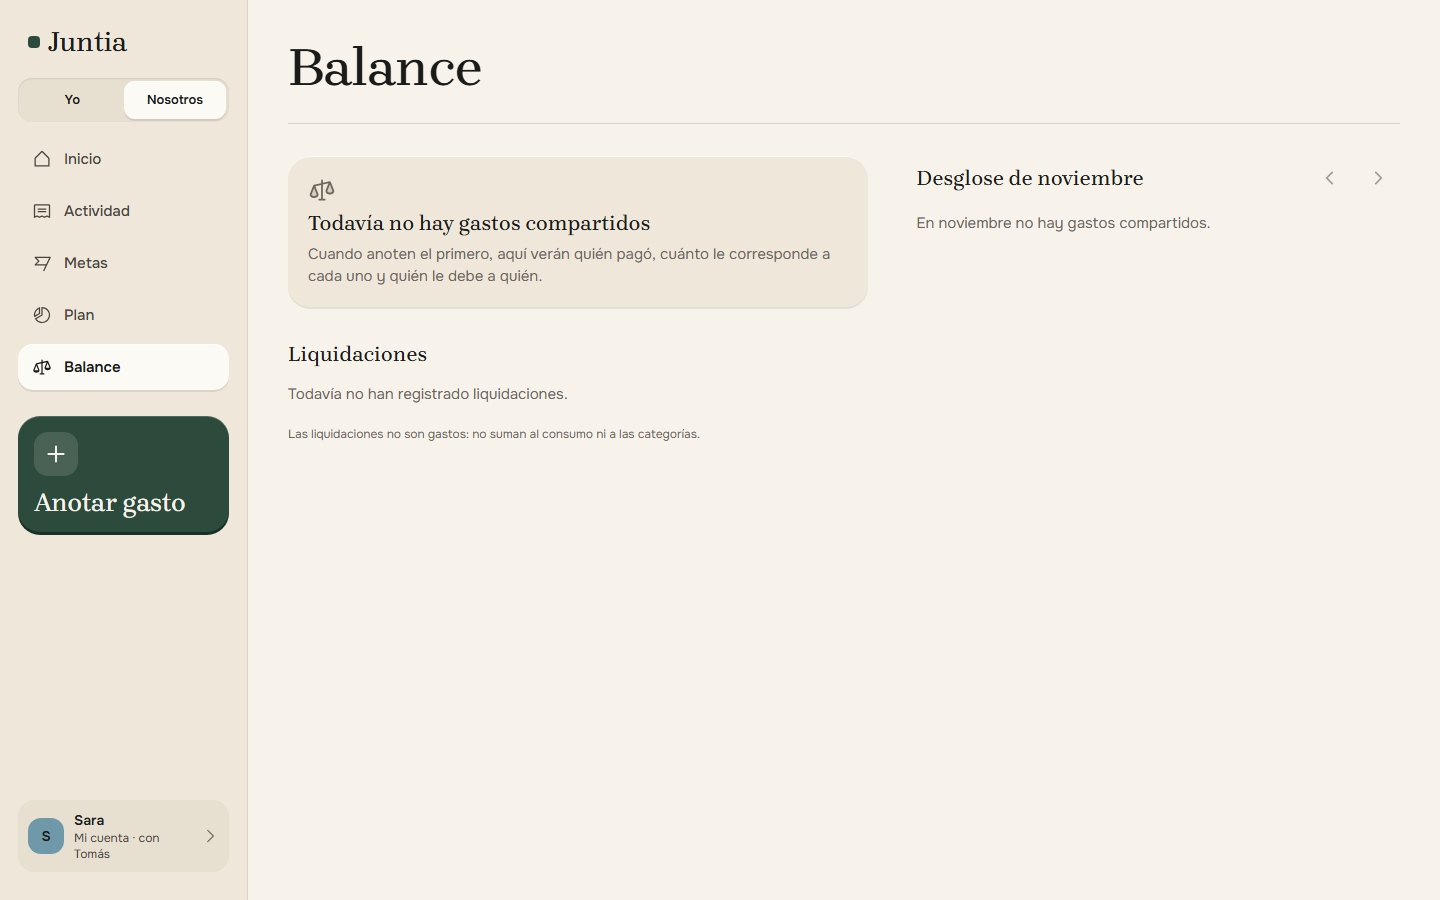 Juntia
Yo
Nosotros
Inicio
Actividad
Metas
Plan
Balance
Anotar gasto
S
Sara
Mi cuenta · con
Tomás
Balance
Todavía no hay gastos compartidos
Cuando anoten el primero, aquí verán quién pagó, cuánto le corresponde a
cada uno y quién le debe a quién.
Liquidaciones
Todavía no han registrado liquidaciones.
Las liquidaciones no son gastos: no suman al consumo ni a las categorías.
Desglose de noviembre
En noviembre no hay gastos compartidos.